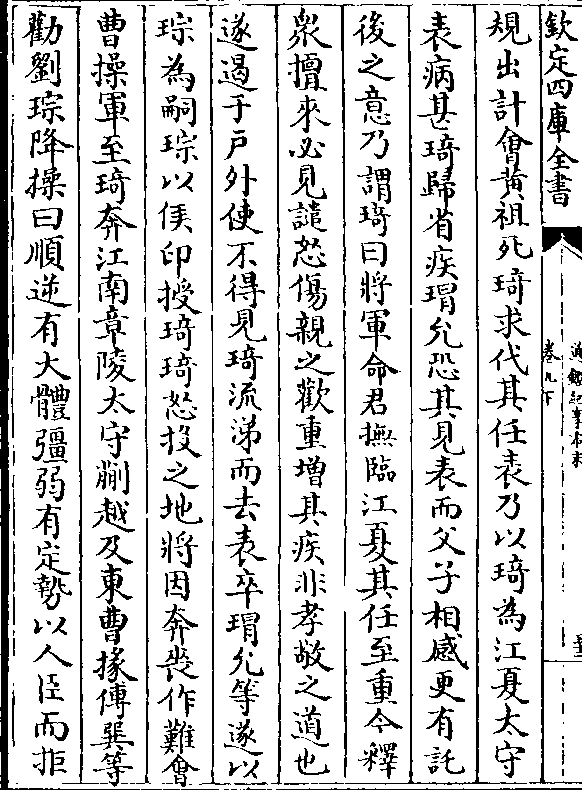 欽定四庫全書
卷九下
規出計會黃祖死琦求代其任表乃以琦為江夏太守
表病甚琦歸省疾瑁允恐其見表而父子相感更有託
後之意乃謂琦曰將軍命君撫臨江夏其任至重今釋
衆擅來必見譴怒傷親之歡重增其疾非孝敬之道也
遂遏于戶外使不得見琦流涕而去表卒瑁允等遂以
琮為嗣琮以侯印授琦琦怒投之地將因奔喪作難會
曹操軍至琦奔江南章陵太守蒯越及東曹掾傅巽等
勸劉琮降操曰順逆有大體彊弱有定勢以人臣而拒